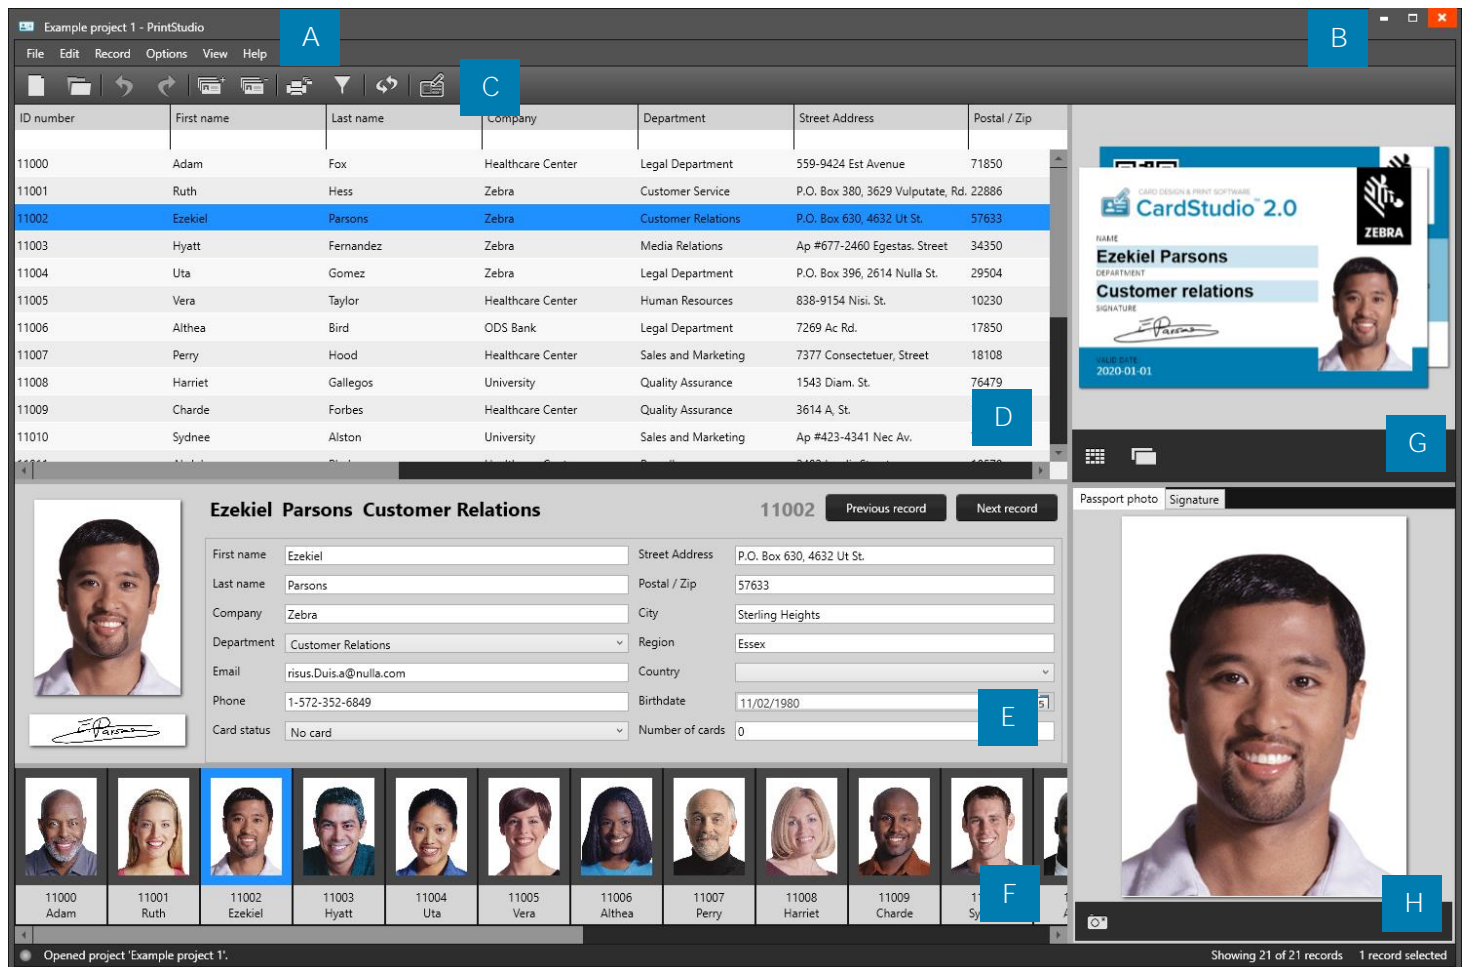 Example project 1 - PrintStudio
A
B
File Edit Record Options View Help
C
ID number First name Last name Company Department Street Address Postal / Zip
11000 Adam Fox Healthcare Center Legal Department 559-9424 Est Avenue 71850
11001 Ruth Hess Zebra Customer Service P.O. Box 380, 3629 Vulputate, Rd. 22886
11002 Ezekiel Parsons Zebra Customer Relations P.O. Box 630, 4632 Ut St. 57633
11003 Hyatt Fernandez Zebra Media Relations Ap #677-2460 Egestas. Street 34350
11004 Uta Gomez Zebra Legal Department P.O. Box 396, 2614 Nulla St. 29504
11005 Vera Taylor Healthcare Center Human Resources 838-9154 Nisi. St. 10230
11006 Althea Bird ODS Bank Legal Department 7269 Ac Rd. 17850
11007 Perry Hood Healthcare Center Sales and Marketing 7377 Consectetuer, Street 18108
11008 Harriet Gallegos University Quality Assurance 1543 Diam. St. 76479
11009 Charde Forbes Healthcare Center Quality Assurance 3614 A, St.
11010 Sydnee Alston University Sales and Marketing Ap #423-4341 Nec Av.
D
CARD DESIGN & PRINT SOFTWARE
CardStudio™ 2.0
ZEBRA
NAME
Ezekiel Parsons
DEPARTMENT
Customer relations
SIGNATURE
E Parsons
VALID DATE:
2020-01-01
G
Ezekiel Parsons Customer Relations 11002 Previous record Next record
First name Ezekiel Street Address P.O. Box 630, 4632 Ut St.
Last name Parsons Postal / Zip 57633
Company Zebra City Sterling Heights
Department Customer Relations Region Essex
Email risus.Duis.a@nulla.com Country
Phone 1-572-352-6849 Birthdate 11/02/1980
Card status No card Number of cards 0
E Parsons
E
Passport photo Signature
11000 11001 11002 11003 11004 11005 11006 11007 11008 11009
Adam Ruth Ezekiel Hyatt Uta Vera Althea Perry Harriet Charde
F
H
Opened project 'Example project 1'. Showing 21 of 21 records 1 record selected